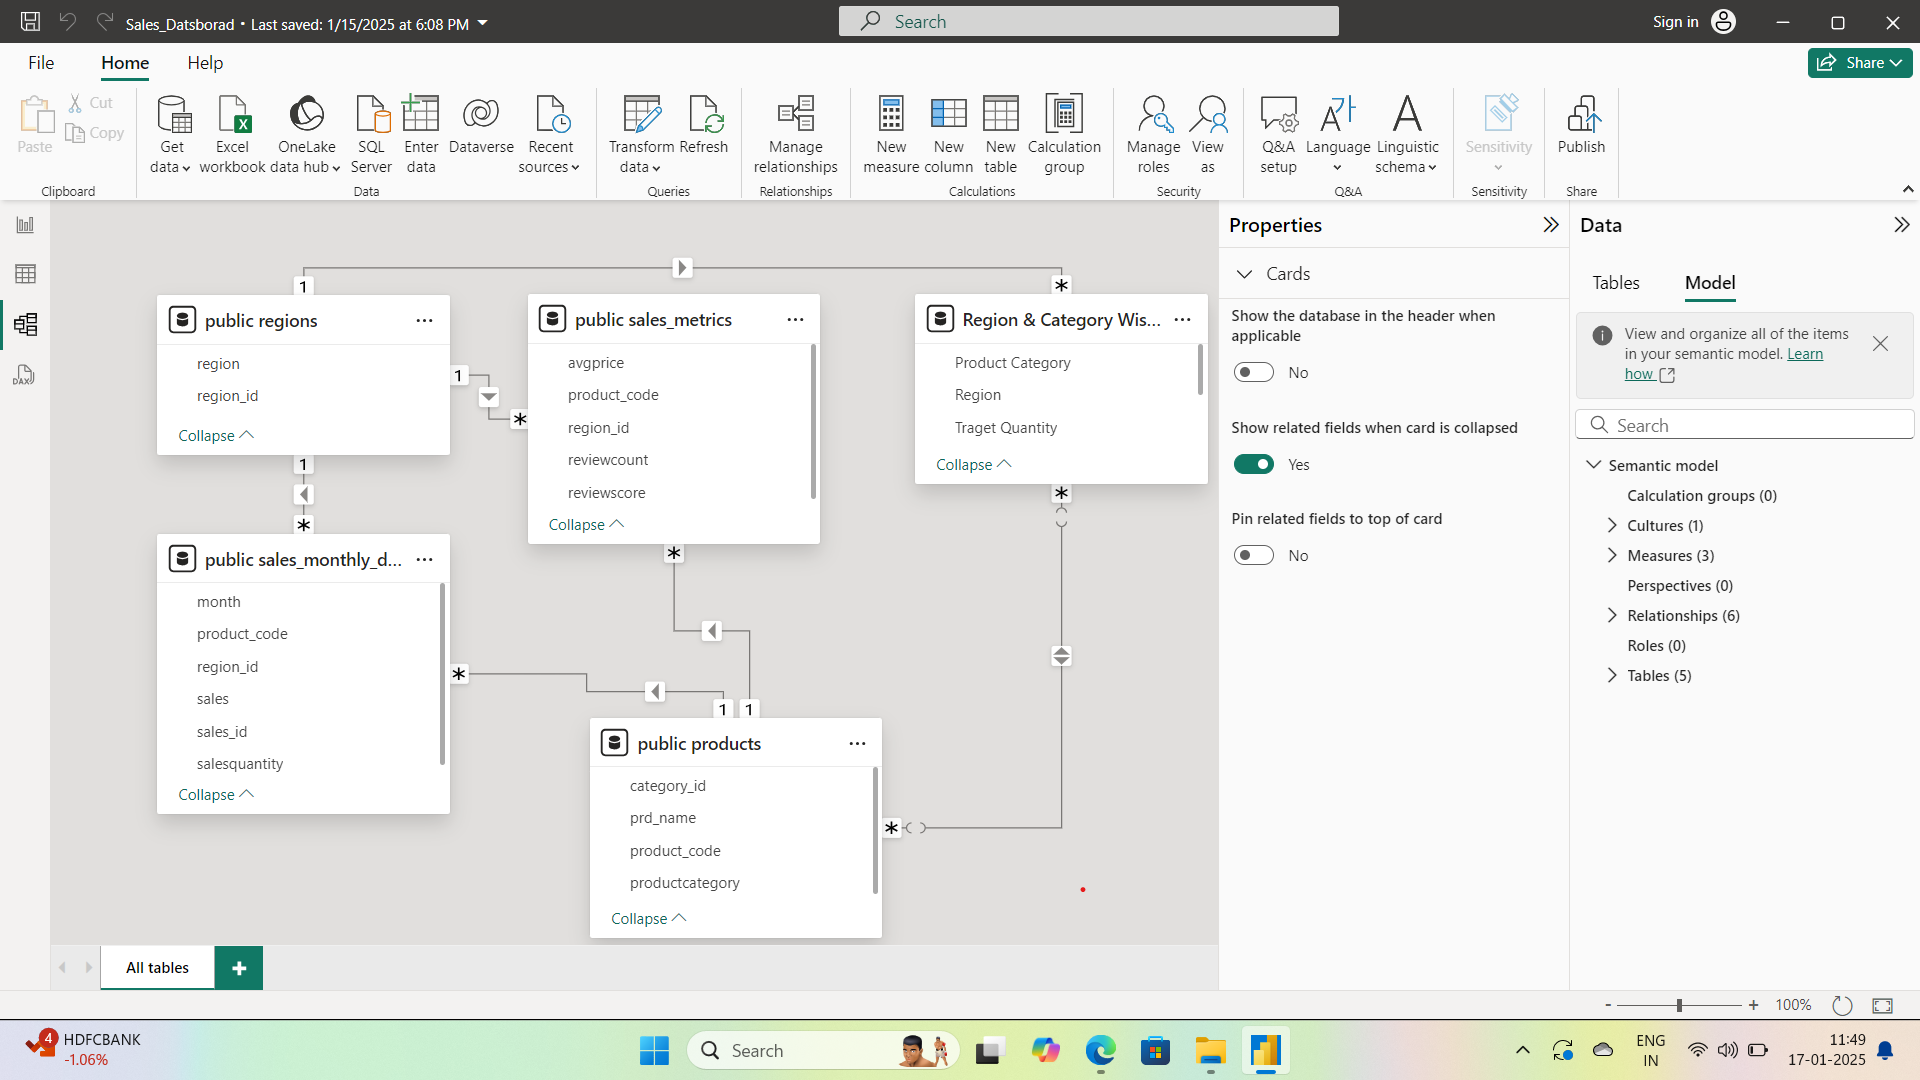 Sales_Datsborad • Last saved: 1/15/2025 at 6:08 PM
Search
Sign in
File
Home
Help
Share
Paste
Cut
Copy
Clipboard
Get data
Excel workbook
OneLake data hub
SQL Server
Enter data
Dataverse
Recent sources
Data
Transform data
Refresh
Queries
Manage relationships
Relationships
New measure
New column
New table
Calculation group
Calculations
Manage roles
View as
Security
Q&A setup
Language
Linguistic schema
Q&A
Sensitivity
Sensitivity
Publish
Share
DAX
1
*
public regions
region
region_id
Collapse
1
*
1
*
public sales_metrics
avgprice
product_code
region_id
reviewcount
reviewscore
Collapse
*
Region & Category Wis...
Product Category
Region
Traget Quantity
Collapse
*
public sales_monthly_d...
month
product_code
region_id
sales
sales_id
salesquantity
Collapse
*
1 1
public products
category_id
prd_name
product_code
productcategory
Collapse
*
All tables
Properties
Cards
Show the database in the header when
applicable
No
Show related fields when card is collapsed
Yes
Pin related fields to top of card
No
Data
Tables
Model
View and organize all of the items
in your semantic model. Learn
how
Search
Semantic model
Calculation groups (0)
Cultures (1)
Measures (3)
Perspectives (0)
Relationships (6)
Roles (0)
Tables (5)
- + 100%
4
HDFCBANK
-1.06%
Search
ENG
IN
11:49
17-01-2025